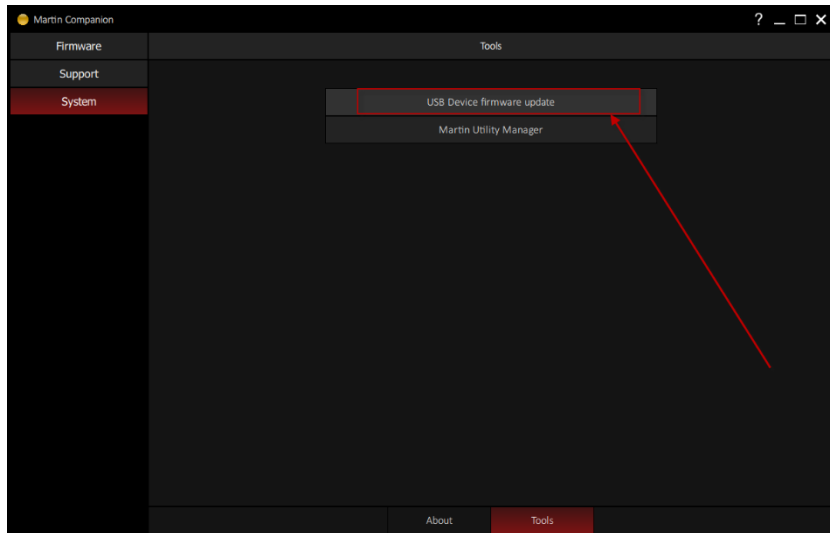 Martin Companion
?
Firmware
Tools
Support
System
USB Device firmware update
Martin Utility Manager
About
Tools